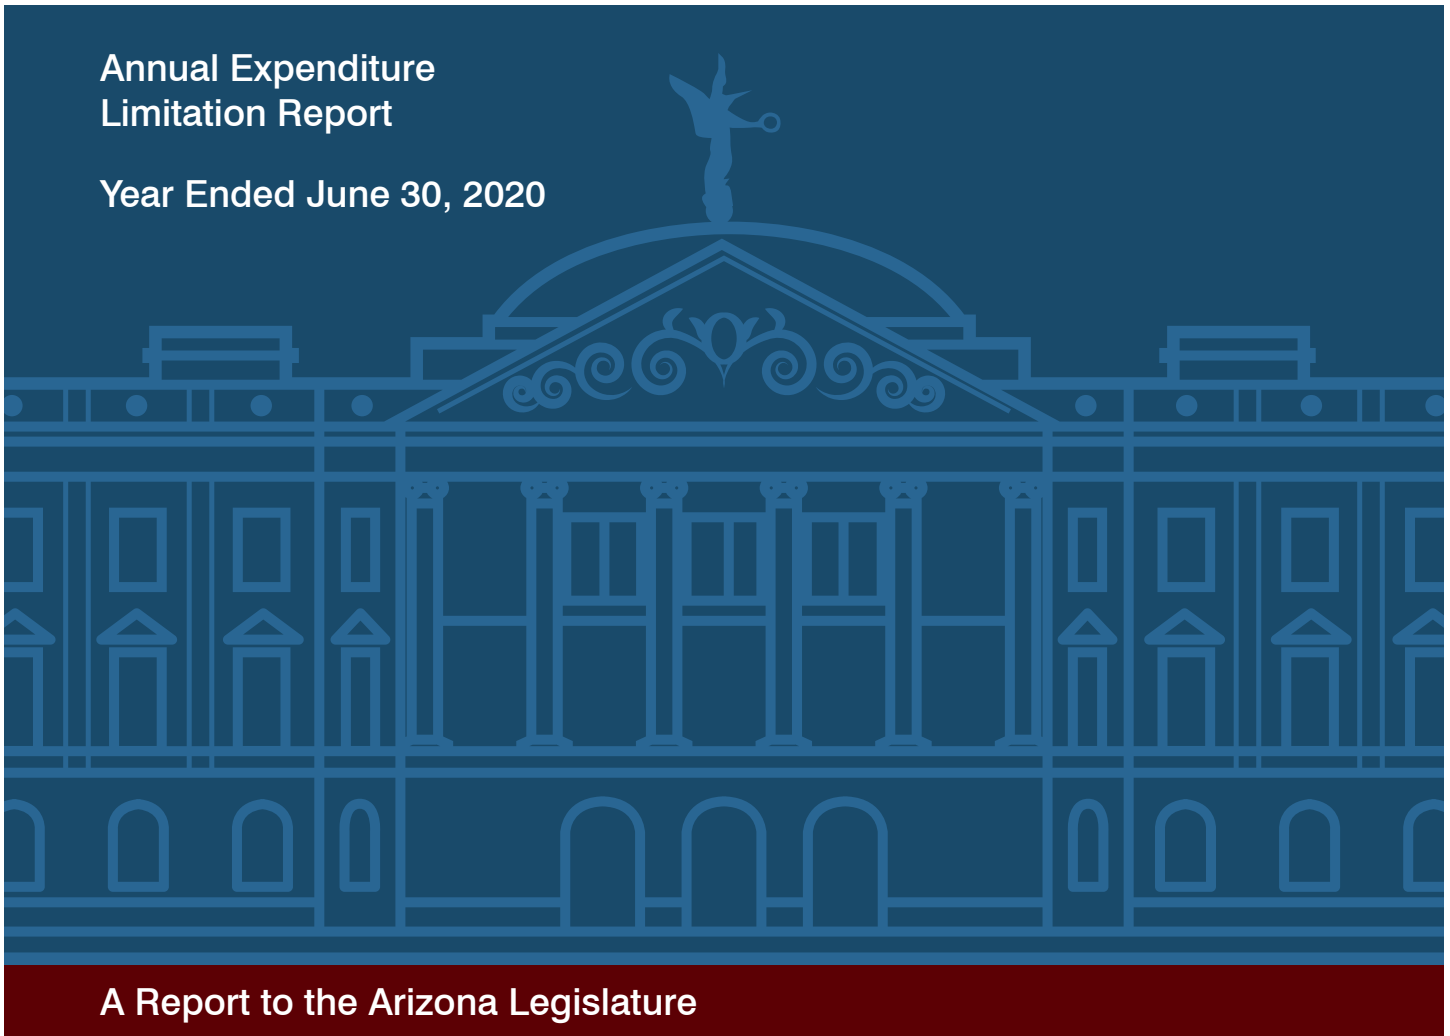 Annual Expenditure
Limitation Report
Year Ended June 30, 2020
A Report to the Arizona Legislature